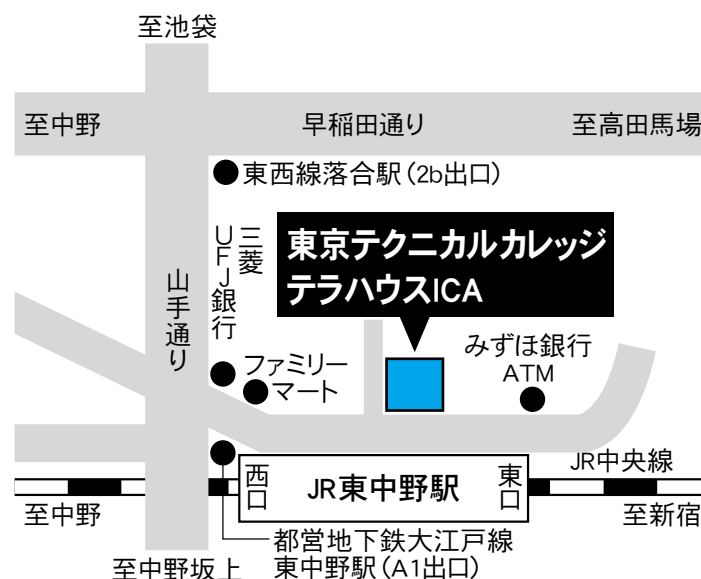 至池袋
至中野
早稲田通り
至高田馬場
東西線落合駅（2b出口）
東京テクニカルカレッジ
テラハウスICA
三菱
UFJ銀行
山手通り
ファミリー
マート
みずほ銀行
ATM
JR中央線
西口
JR東中野駅
東口
至中野
至新宿
都営地下鉄大江戸線
東中野駅（A1出口）
至中野坂上